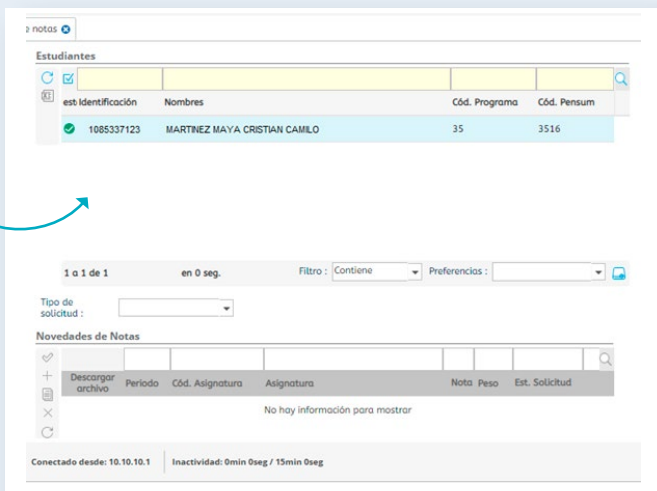 e notas
Estudiantes
est Identificación Nombres Cód. Programa Cód. Pensum
1085337123 MARTINEZ MAYA CRISTIAN CAMILO 35 3516
1 a 1 de 1 en 0 seg. Filtro : Contiene Preferencias :
Tipo de
solicitud :
Novedades de Notas
Descargar
archivo Periodo Cód. Asignatura Asignatura Nota Peso Est. Solicitud
No hay información para mostrar
Conectado desde: 10.10.10.1 Inactividad: 0min 0seg / 15min 0seg